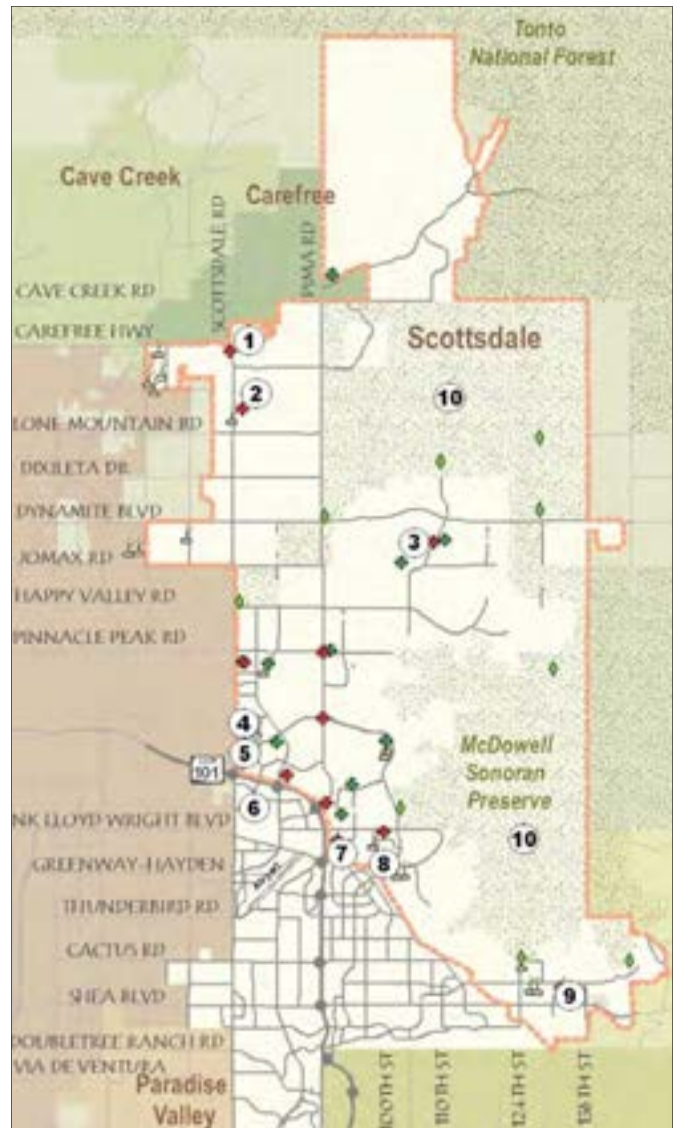 Tonto
National Forest
Cave Creek
Carefree
SCOTTSDALE RD
PIMA RD
CAVE CREEK RD
CAREFREE HWY
Scottsdale
1
2
10
LONE MOUNTAIN RD
DIXILETA DR
DYNAMITE BLVD
3
JOMAX RD
HAPPY VALLEY RD
PINNACLE PEAK RD
4
5
McDowell
Sonoran
Preserve
101
6
NK LLOYD WRIGHT BLVD
10
7
8
GREENWAY-HAYDEN
THUNDERBIRD RD
CACTUS RD
SHEA BLVD
9
DOUBLETREE RANCH RD
VIA DE VENTURA
Paradise
Valley
100TH ST
110TH ST
124TH ST
136TH ST